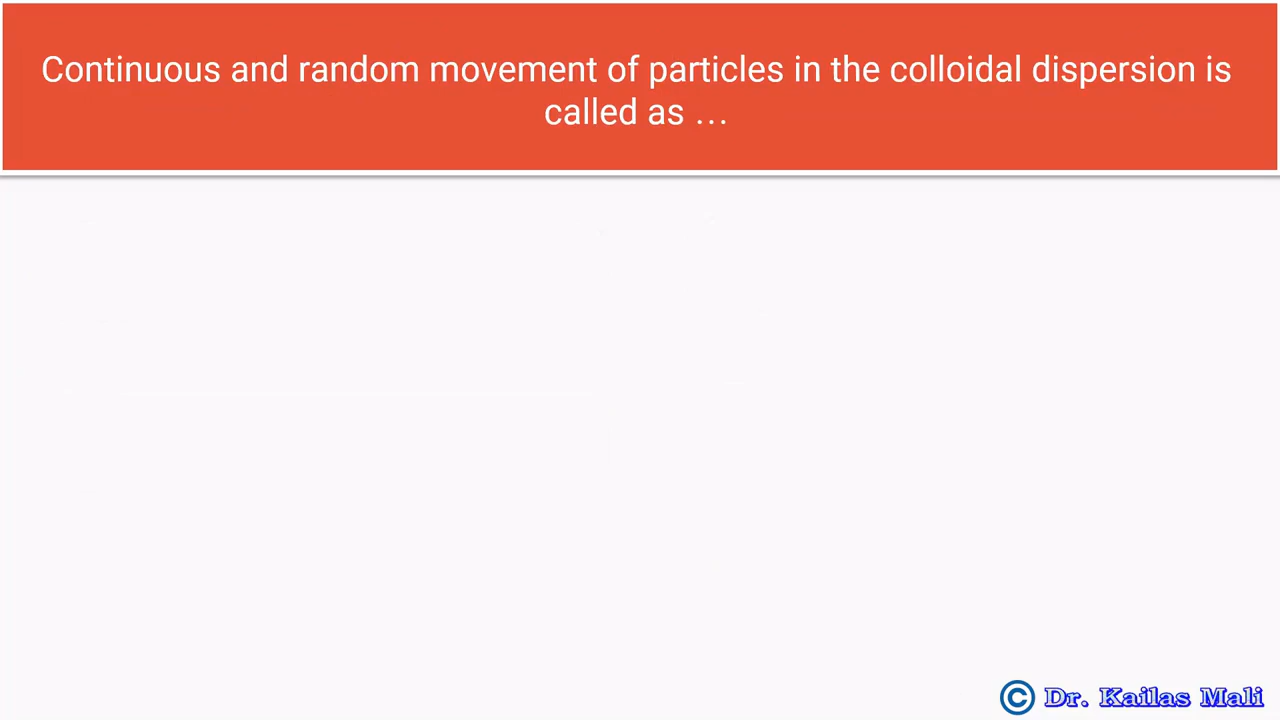 Continuous and random movement of particles in the colloidal dispersion is
called as …
© Dr. Kailas Mali